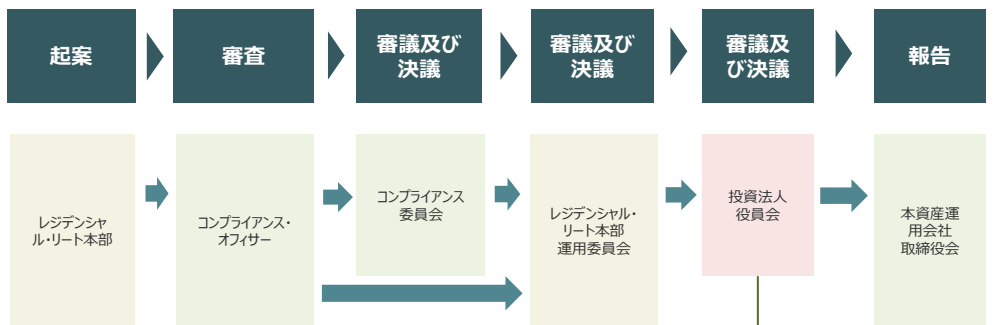 起案
審査
審議及び
決議
審議及び
決議
審議及
び決議
報告
レジデンシャ
ル・リート本部
コンプライアンス・
オフィサー
コンプライアンス
委員会
レジデンシャル・
リート本部
運用委員会
投資法人
役員会
本資産運
用会社
取締役会